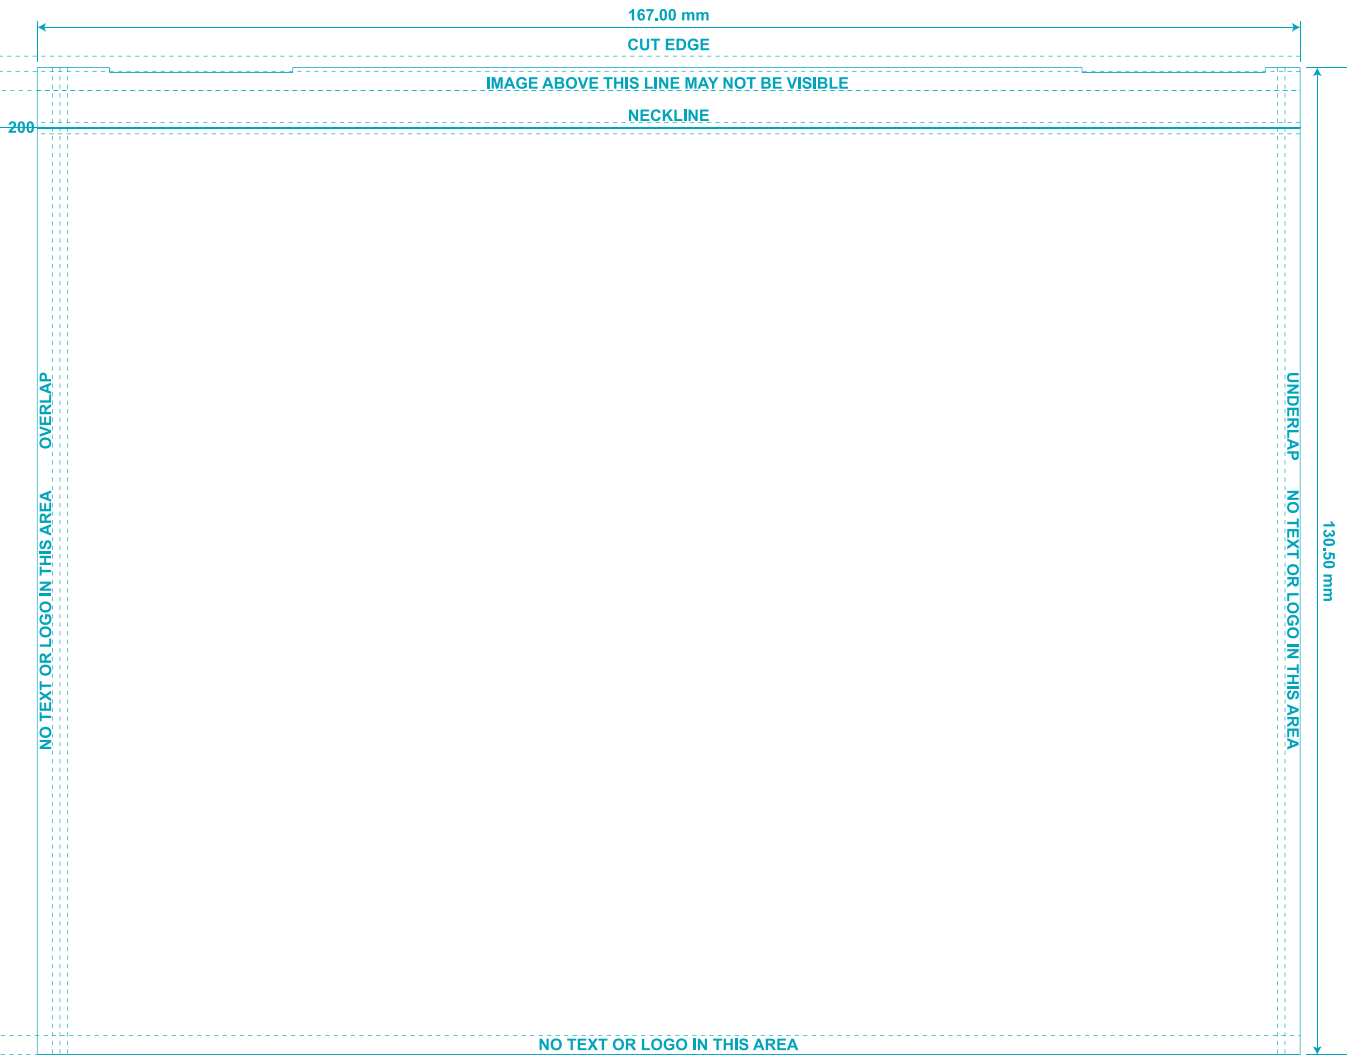 167.00 mm
CUT EDGE
IMAGE ABOVE THIS LINE MAY NOT BE VISIBLE
NECKLINE
200
OVERLAP
NO TEXT OR LOGO IN THIS AREA
UNDERLAP
NO TEXT OR LOGO IN THIS AREA
130.50 mm
NO TEXT OR LOGO IN THIS AREA